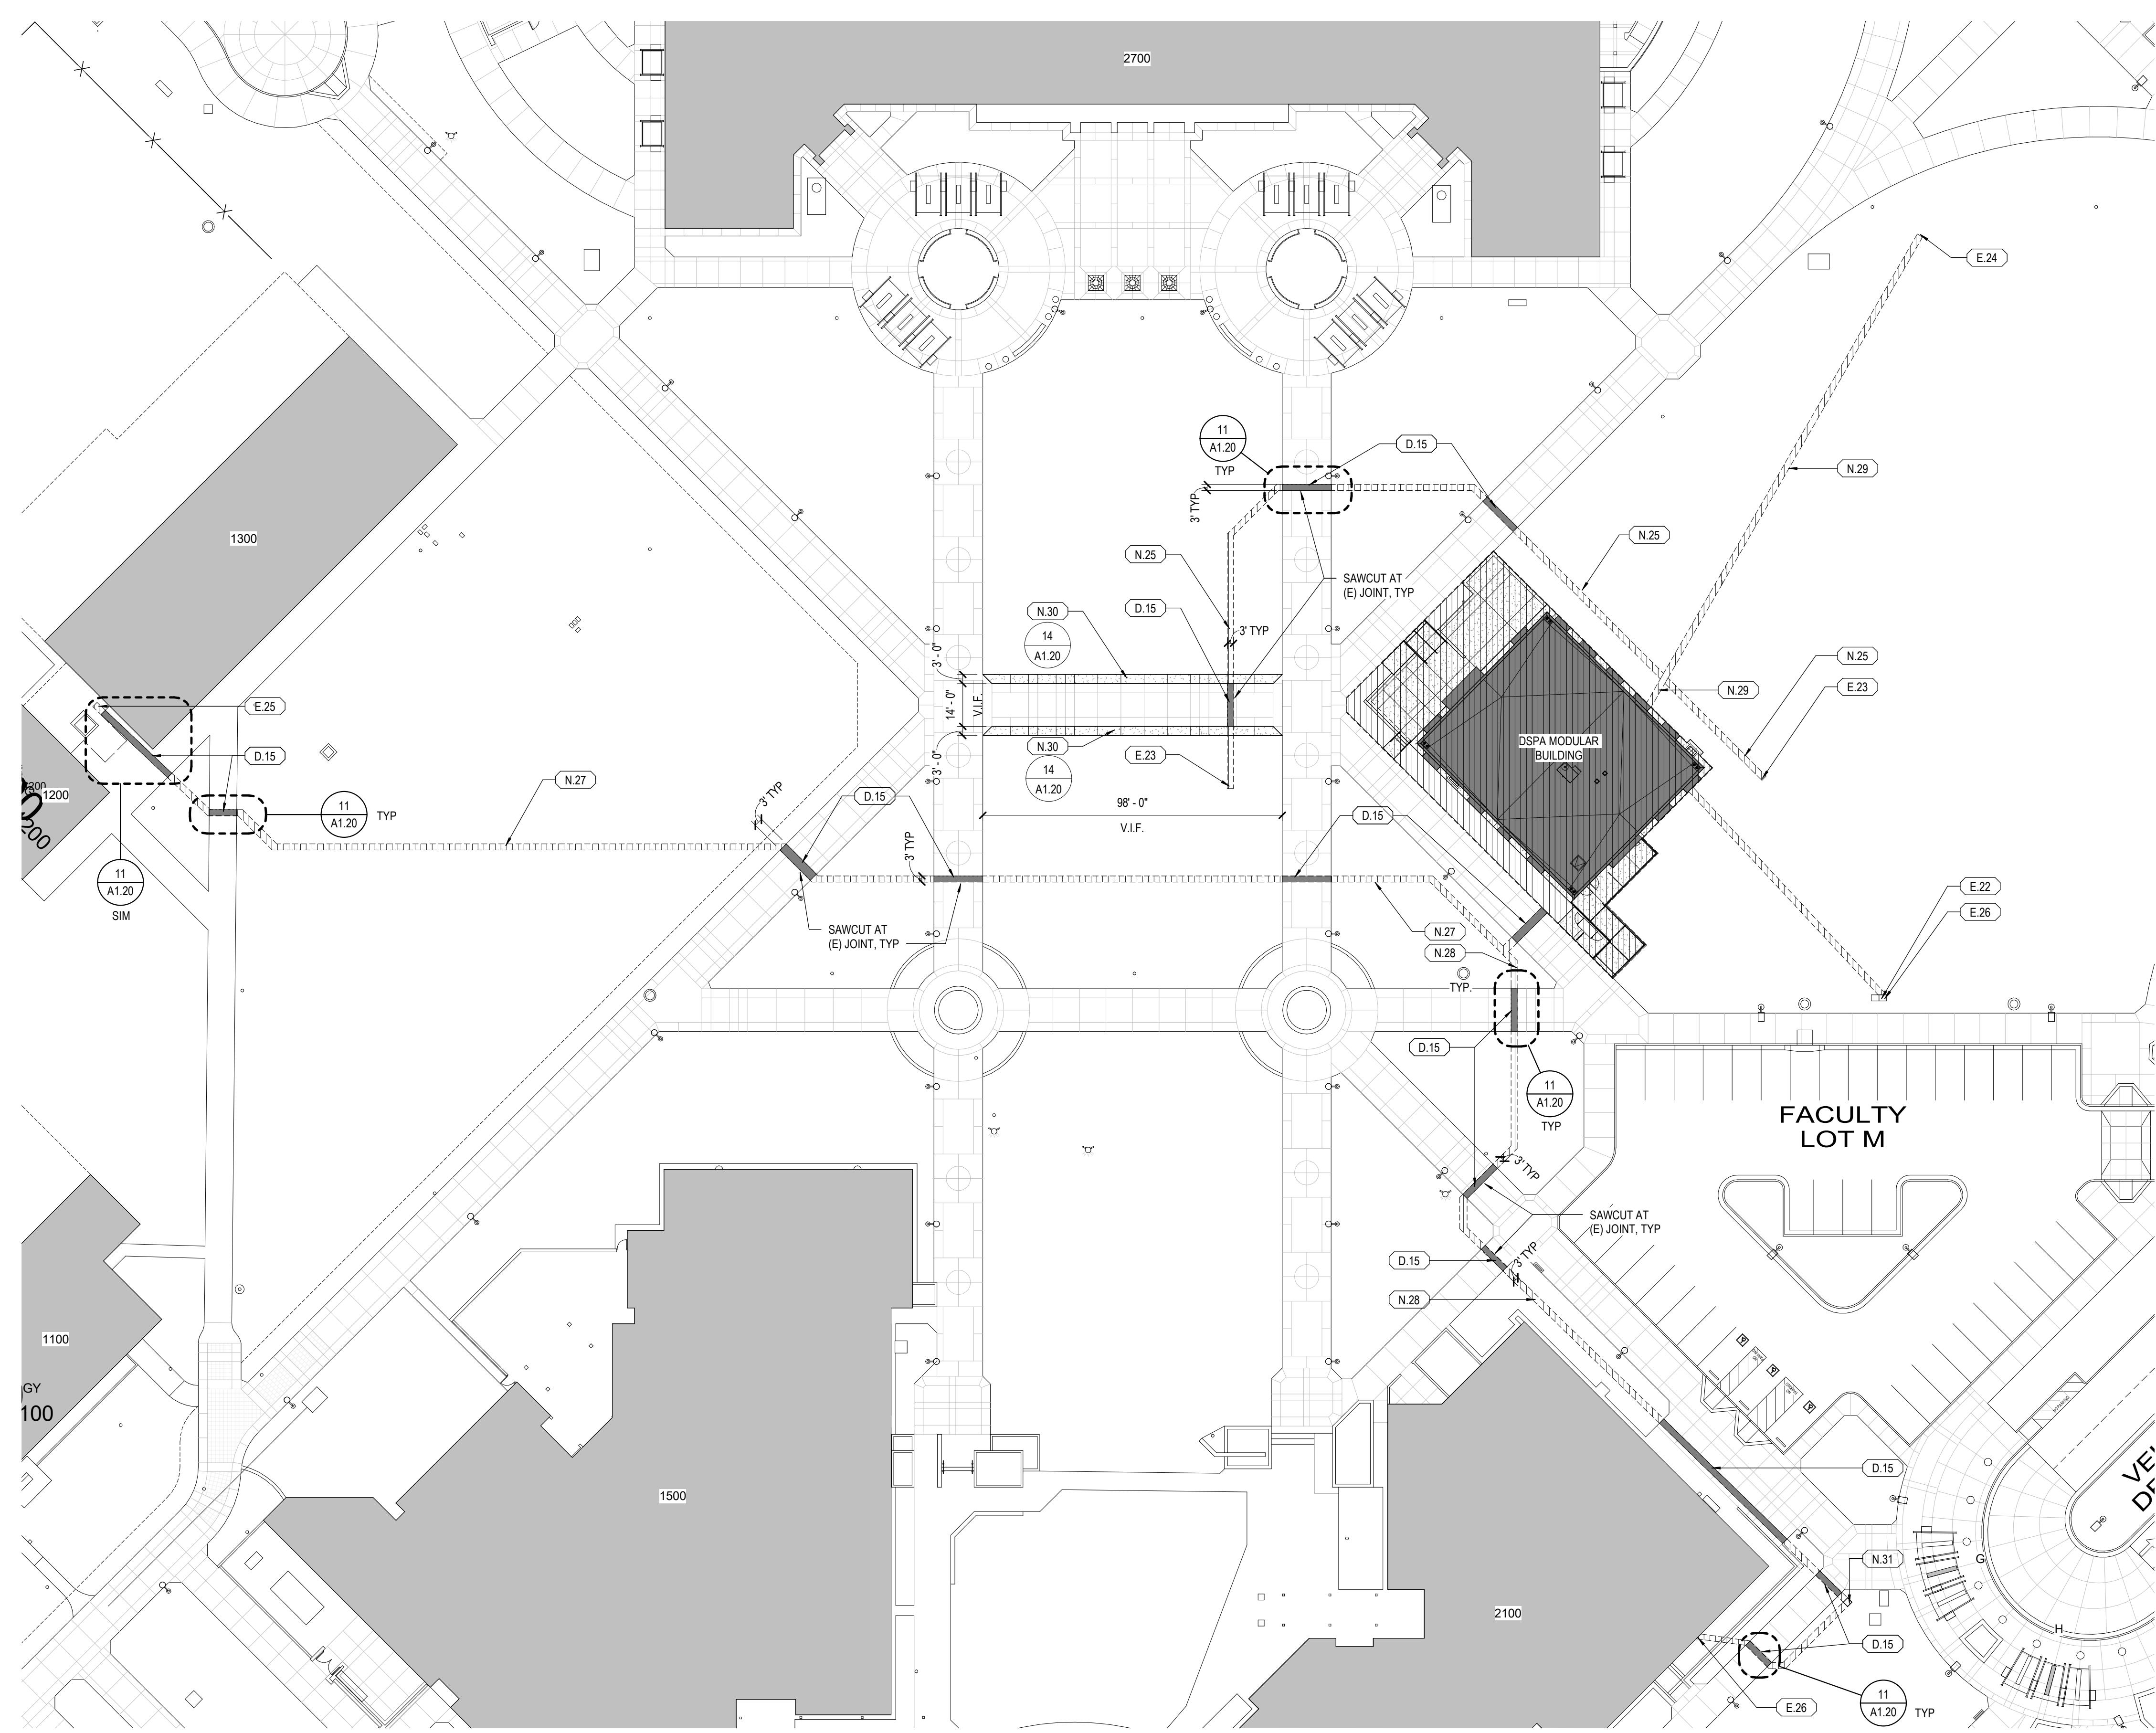 2700
E.24
11
A1.20
TYP
D.15
N.29
3' TYP
N.25
1300
N.25
SAWCUT AT
(E) JOINT, TYP
N.30
D.15
14
A1.20
3' TYP
3' - 0"
N.25
E.23
N.29
E.25
14' - 0"
V.I.F.
DSPA MODULAR
BUILDING
N.30
3' - 0"
E.23
D.15
14
A1.20
N.27
1200
200
3' TYP
D.15
98' - 0"
V.I.F.
D.15
11
A1.20
TYP
3' TYP
11
A1.20
SIM
E.22
E.26
SAWCUT AT
(E) JOINT, TYP
N.27
N.28
TYP.
D.15
11
A1.20
TYP
FACULTY
LOT M
3' TYP
SAWCUT AT
(E) JOINT, TYP
D.15
3' TYP
N.28
1100
GY
100
D.15
1500
N.31
G
2100
H
D.15
E.26
11
A1.20
TYP